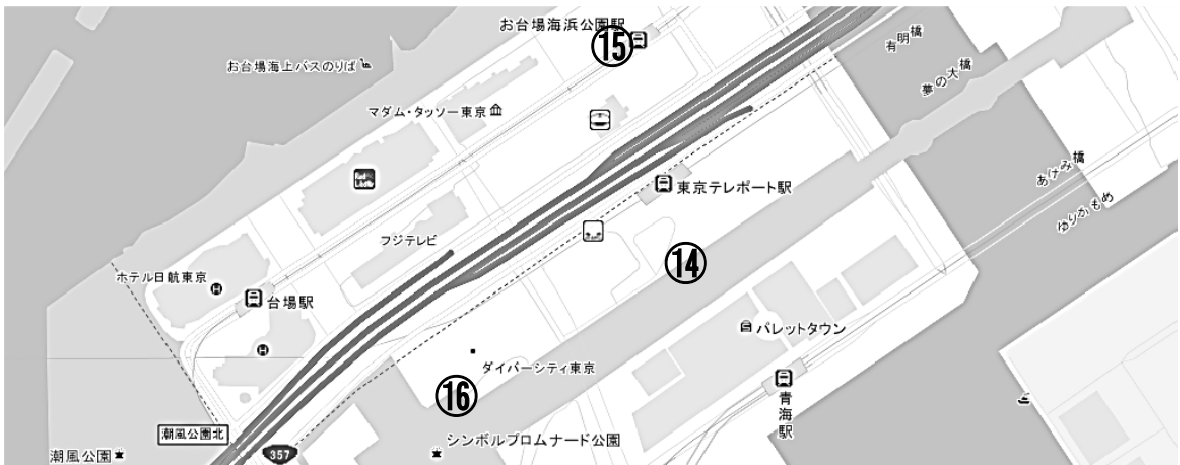 お台場海浜公園駅
⑮
有明橋
夢の大橋
お台場海上バスのりば
マダム・タッソー東京
あけみ橋
東京テレポート駅
ゆりかもめ
フジテレビ
⑭
ホテル日航東京
H
台場駅
パレットタウン
H
ダイバーシティ東京
⑯
青海駅
潮風公園北
シンボルプロムナード公園
潮風公園
357